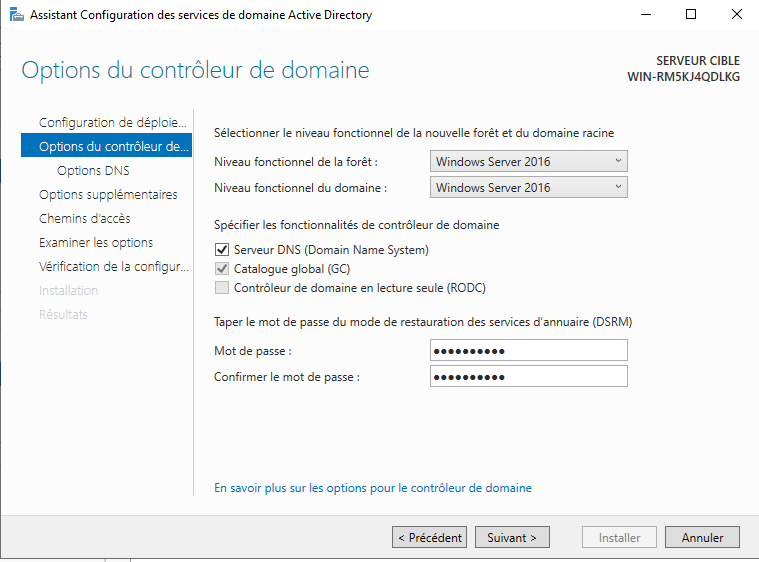 Assistant Configuration des services de domaine Active Directory
Options du contrôleur de domaine
SERVEUR CIBLE
WIN-RM5KJ4QDLKG
Configuration de déploie...
Options du contrôleur de...
Options DNS
Options supplémentaires
Chemins d'accès
Examiner les options
Vérification de la configur...
Installation
Résultats
Sélectionner le niveau fonctionnel de la nouvelle forêt et du domaine racine
Niveau fonctionnel de la forêt : Windows Server 2016
Niveau fonctionnel du domaine : Windows Server 2016
Spécifier les fonctionnalités de contrôleur de domaine
Serveur DNS (Domain Name System)
Catalogue global (GC)
Contrôleur de domaine en lecture seule (RODC)
Taper le mot de passe du mode de restauration des services d'annuaire (DSRM)
Mot de passe : ●●●●●●●●●●
Confirmer le mot de passe : ●●●●●●●●●●
En savoir plus sur les options pour le contrôleur de domaine
< Précédent Suivant > Installer Annuler